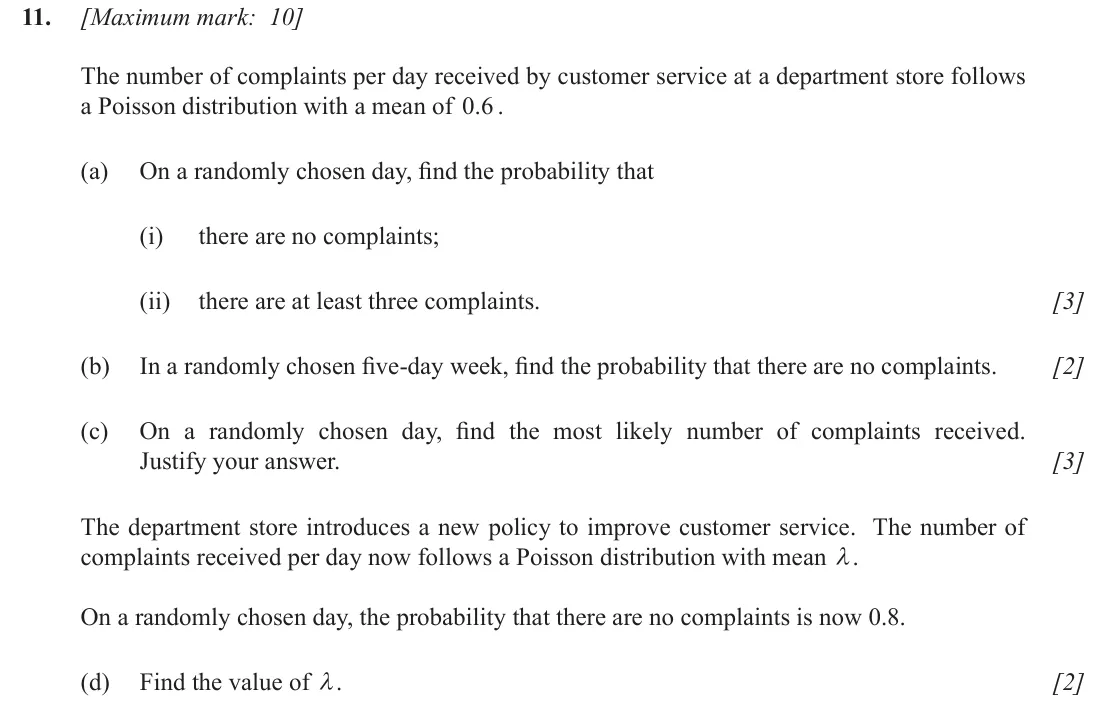 11. [Maximum mark: 10]
The number of complaints per day received by customer service at a department store follows
a Poisson distribution with a mean of 0.6 .
(a) On a randomly chosen day, find the probability that
(i) there are no complaints;
(ii) there are at least three complaints. [3]
(b) In a randomly chosen five-day week, find the probability that there are no complaints. [2]
(c) On a randomly chosen day, find the most likely number of complaints received.
Justify your answer. [3]
The department store introduces a new policy to improve customer service. The number of
complaints received per day now follows a Poisson distribution with mean λ .
On a randomly chosen day, the probability that there are no complaints is now 0.8.
(d) Find the value of λ . [2]